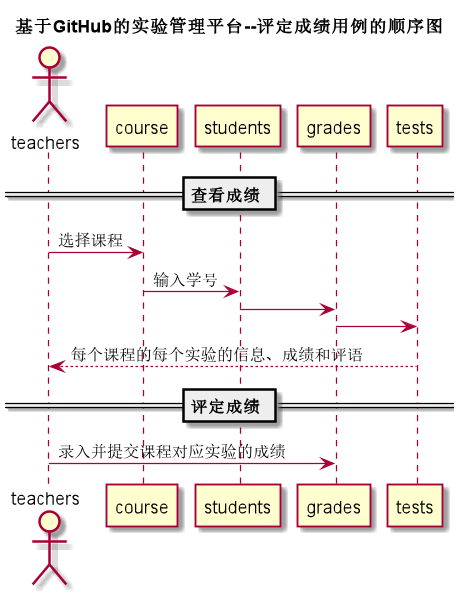 基于GitHub的实验管理平台--评定成绩用例的顺序图
teachers
course
students
grades
tests
查看成绩
选择课程
输入学号
每个课程的每个实验的信息、成绩和评语
评定成绩
录入并提交课程对应实验的成绩
teachers
course
students
grades
tests